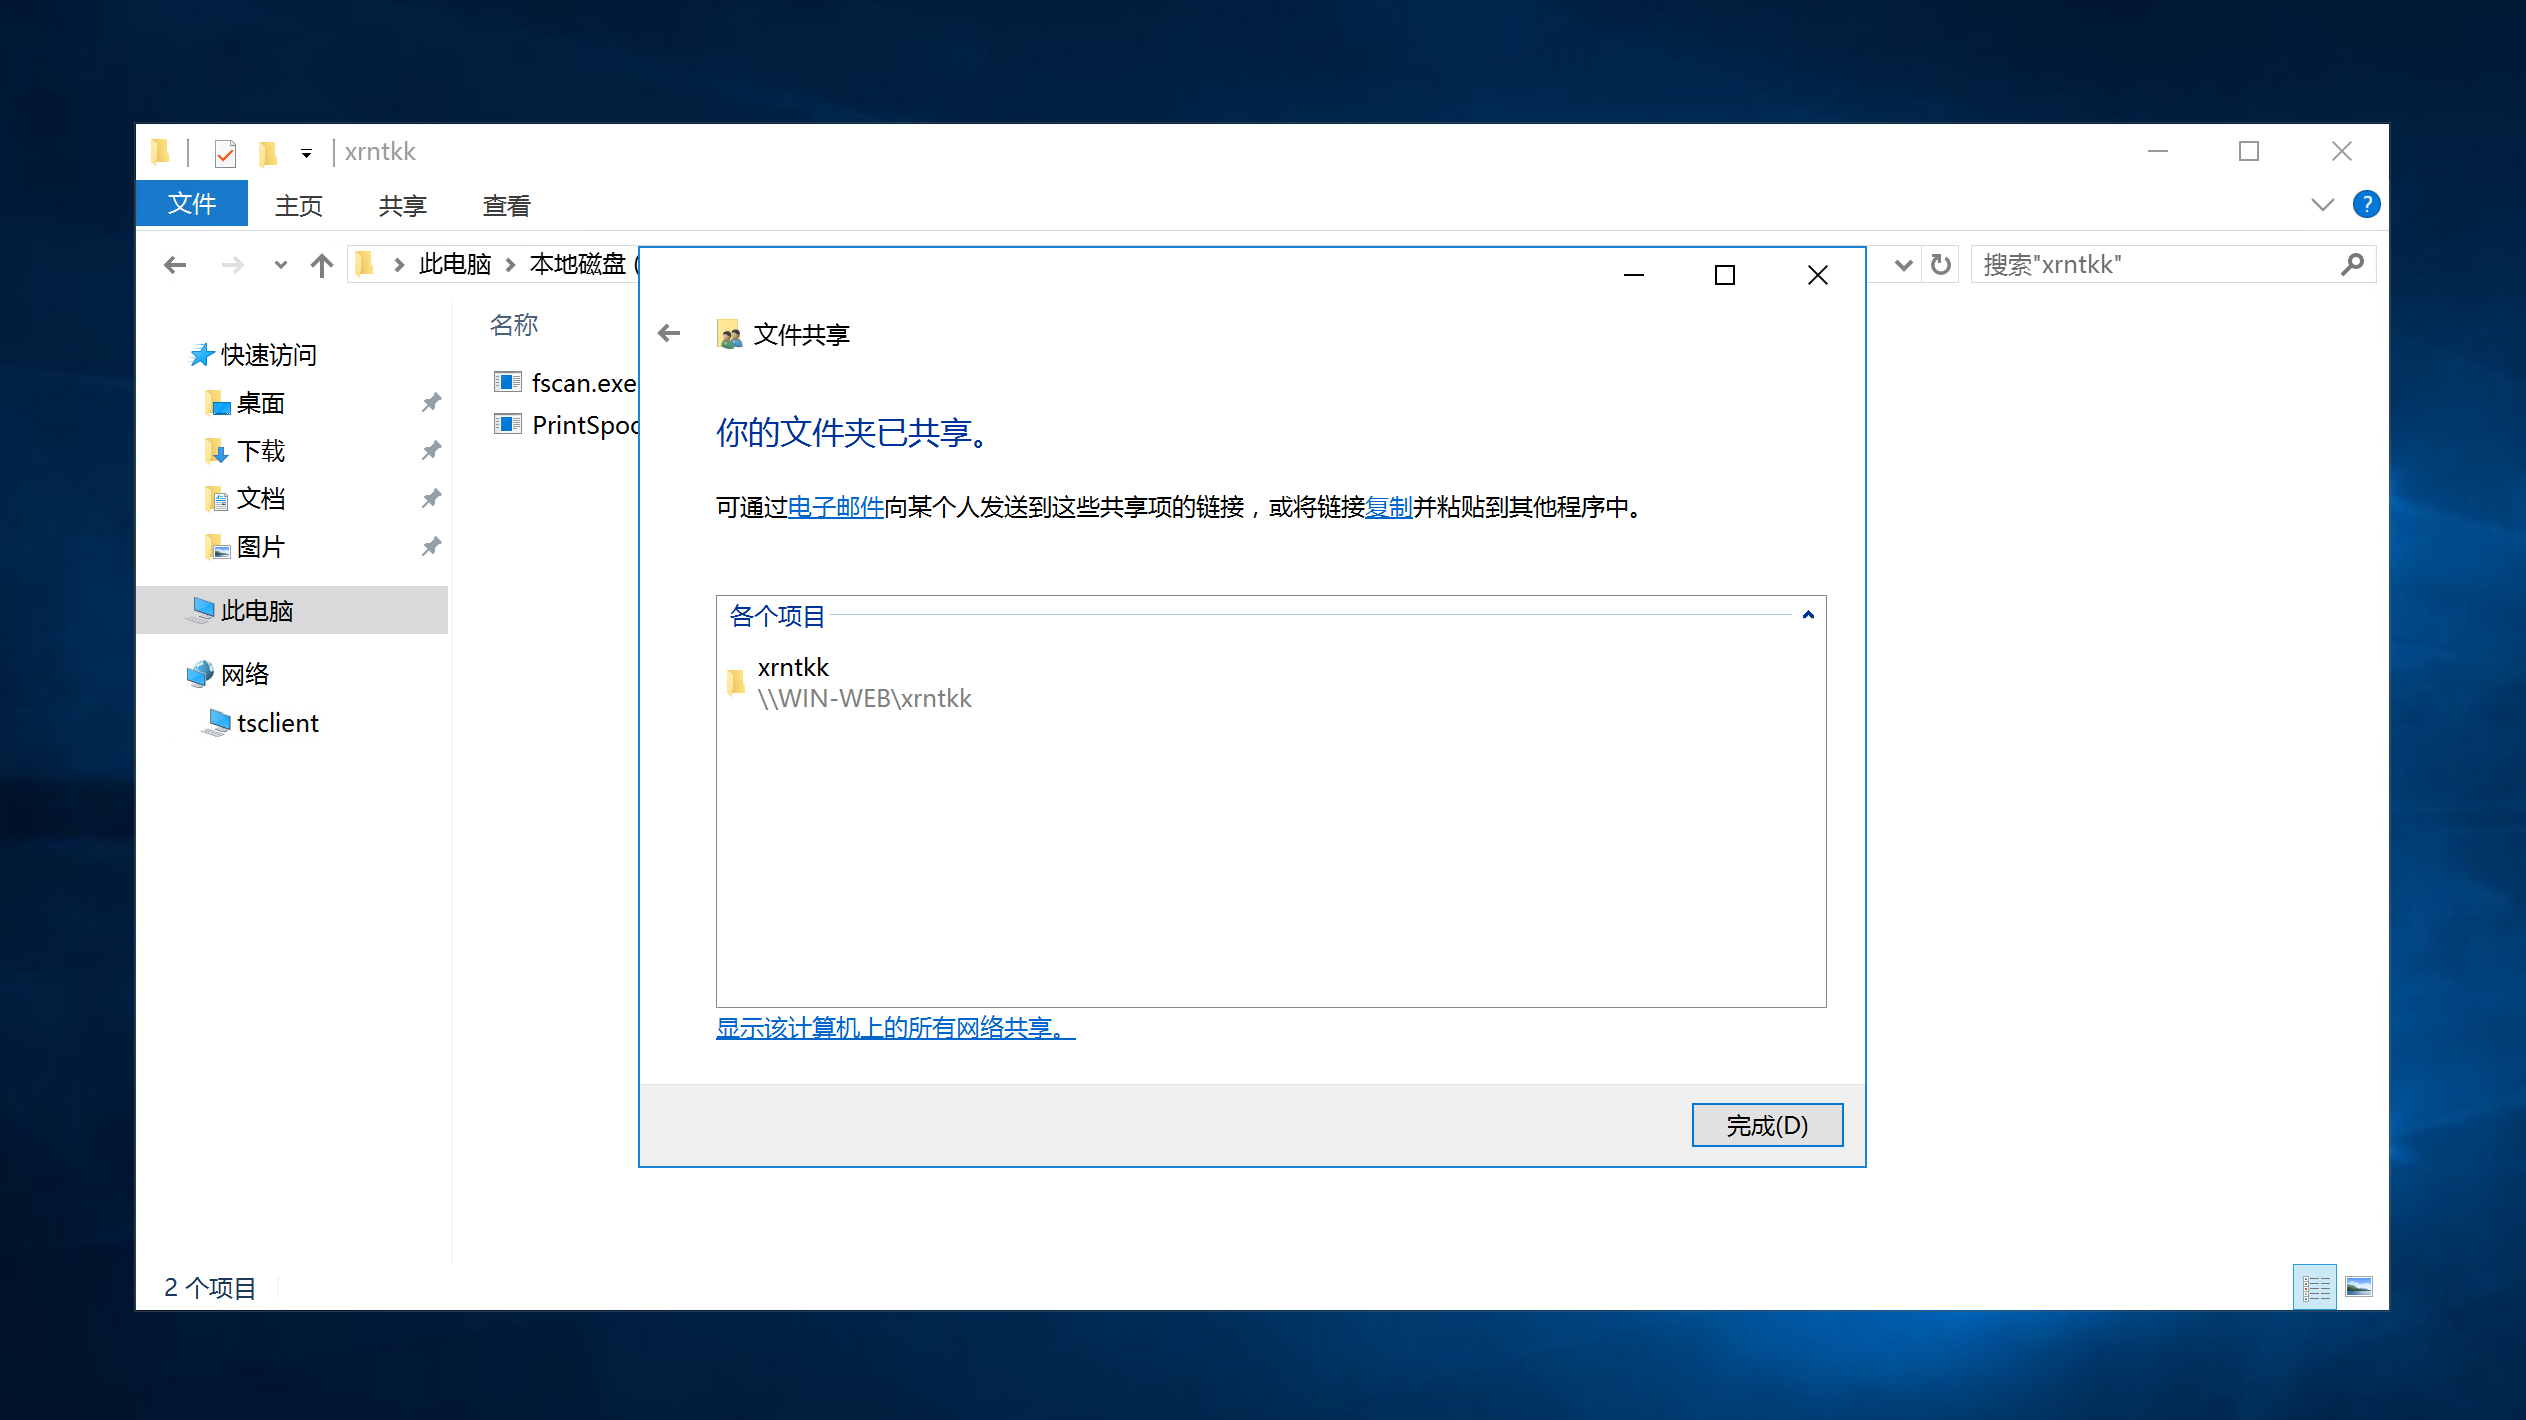 xrntkk
文件 主页 共享 查看
此电脑 本地磁盘 (
搜索"xrntkk"
快速访问
桌面
下载
文档
图片
此电脑
网络
tsclient
名称
fscan.exe
PrintSpoo
文件共享
你的文件夹已共享。
可通过电子邮件向某个人发送到这些共享项的链接，或将链接复制并粘贴到其他程序中。
各个项目
xrntkk
\\WIN-WEB\xrntkk
显示该计算机上的所有网络共享。
完成(D)
2 个项目